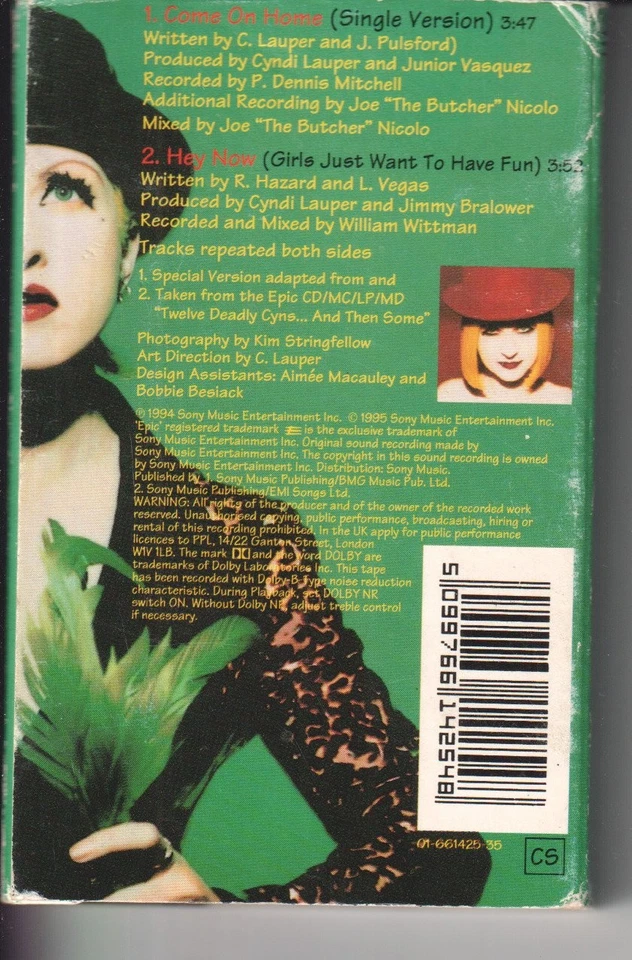 1. Come On Home (Single Version) 3:47
Written by C. Lauper and J. Pulsford)
Produced by Cyndi Lauper and Junior Vasquez
Recorded by P. Dennis Mitchell
Additional Recording by Joe "The Butcher" Nicolo
Mixed by Joe "The Butcher" Nicolo
2. Hey Now (Girls Just Want To Have Fun) 3:52
Written by R. Hazard and L. Vegas
Produced by Cyndi Lauper and Jimmy Bralower
Recorded and Mixed by William Wittman
Tracks repeated both sides
1. Special Version adapted from and
2. Taken from the Epic CD/MC/LP/MD
"Twelve Deadly Cyns... And Then Some"
Photography by Kim Stringfellow
Art Direction by C. Lauper
Design Assistants: Aimée Macauley and
Bobbie Besiack
℗ 1994 Sony Music Entertainment Inc. © 1995 Sony Music Entertainment Inc.
'Epic' registered trademark is the exclusive trademark of
Sony Music Entertainment Inc. Original sound recording made by
Sony Music Entertainment Inc. The copyright in this sound recording is owned
by Sony Music Entertainment Inc. Distribution: Sony Music.
Published by 1. Sony Music Publishing/BMG Music Pub. Ltd.
2. Sony Music Publishing/EMI Songs Ltd.
WARNING: All rights of the producer and of the owner of the recorded work
reserved. Unauthorised copying, public performance, broadcasting, hiring or
rental of this recording prohibited. In the UK apply for public performance
licences to PPL, 14/22 Ganton Street, London
W1V 1LB. The mark and the word DOLBY are
trademarks of Dolby Laboratories Inc. This tape
has been recorded with Dolby B type noise reduction
characteristic. During Playback, set DOLBY NR
switch ON. Without Dolby NR, adjust treble control
if necessary.
5 099766 142548
01-661425-35
CS